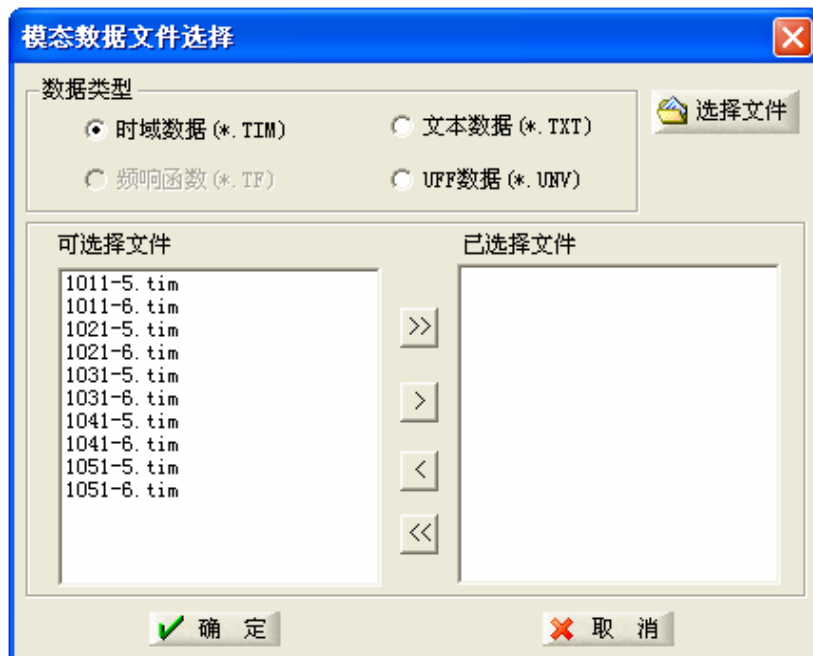 模态数据文件选择
数据类型
时域数据(*.TIM)
文本数据(*.TXT)
选择文件
频响函数(*.TF)
UFF数据(*.UNV)
可选择文件
已选择文件
1011-5.tim
1011-6.tim
1021-5.tim
1021-6.tim
1031-5.tim
1031-6.tim
1041-5.tim
1041-6.tim
1051-5.tim
1051-6.tim
>>
>
<
<<
确 定
取 消